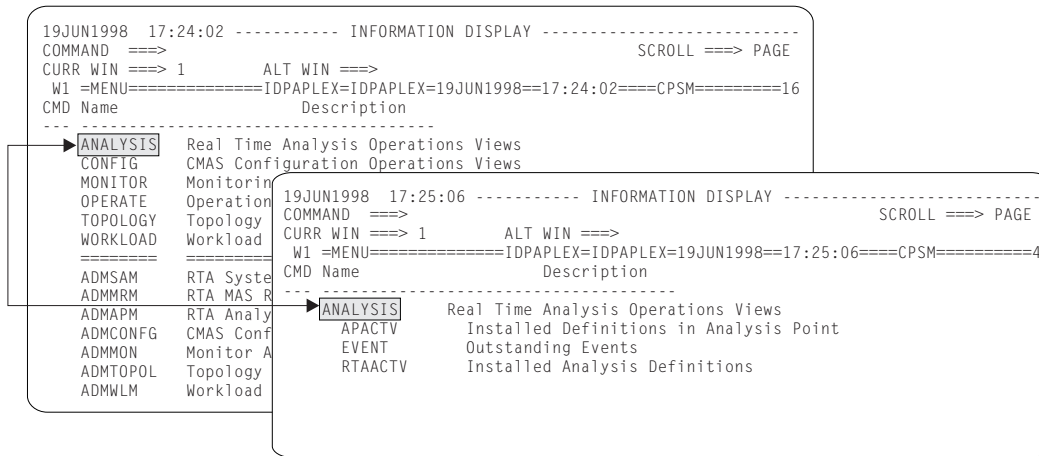 19JUN1998  17:24:02 ----------- INFORMATION DISPLAY ---------------------------
COMMAND  ===>                                                 SCROLL ===> PAGE
CURR WIN ===> 1        ALT WIN ===>
 W1 =MENU==============IDPAPLEX=IDPAPLEX=19JUN1998==17:24:02====CPSM=========16
CMD Name                   Description
--- -------------------------------------
    ANALYSIS   Real Time Analysis Operations Views
    CONFIG     CMAS Configuration Operations Views
    MONITOR    Monitorin
    OPERATE    Operation
    TOPOLOGY   Topology
    WORKLOAD   Workload
    ========   =========
    ADMSAM     RTA Syste
    ADMMRM     RTA MAS R
    ADMAPM     RTA Analy
    ADMCONFG   CMAS Conf
    ADMMON     Monitor A
    ADMTOPOL   Topology
    ADMWLM     Workload
19JUN1998  17:25:06 ----------- INFORMATION DISPLAY ---------------------------
COMMAND  ===>                                                 SCROLL ===> PAGE
CURR WIN ===> 1        ALT WIN ===>
 W1 =MENU==============IDPAPLEX=IDPAPLEX=19JUN1998==17:25:06====CPSM==========4
CMD Name                   Description
--- -------------------------------------
    ANALYSIS     Real Time Analysis Operations Views
      APACTV       Installed Definitions in Analysis Point
      EVENT        Outstanding Events
      RTAACTV      Installed Analysis Definitions